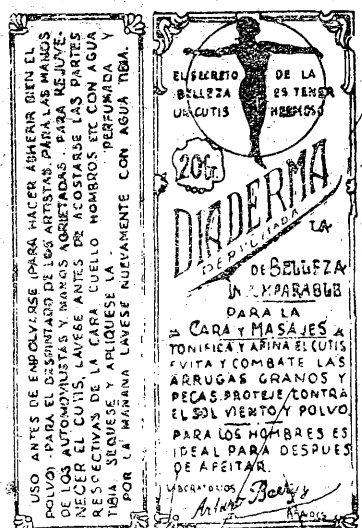 USO ANTES DE EMPOLVARSE (PARA HACER ADHERIR BIEN EL
POLVO) PARA EL DESPINTADO DE LOS ARTISTAS. PARA LAS MANOS
DE LOS AUTOMOVILISTAS Y MANOS AGRIETADAS. PARA REJUVE-
NECER EL CUTIS, LAVESE ANTES DE ACOSTARSE LAS PARTES
RESPECTIVAS DE LA CARA CUELLO HOMBROS ETC CON AGUA
TIBIA SEQUESE Y APLIQUESE LA PERFUMADA Y
POR LA MAÑANA LAVESE NUEVAMENTE CON AGUA TIBIA.
EL SECRETO DE LA
BELLEZA ES TENER
UN CUTIS HERMOSO
20 Gr.
DIADERMA
PERFUMADA
LA
DE BELLEZA
INCOMPARABLE
PARA LA
CARA Y MASAJES
TONIFICA Y AFINA EL CUTIS
EVITA Y COMBATE LAS
ARRUGAS GRANOS Y
PECAS. PROTEJE CONTRA
EL SOL VIENTO Y POLVO.
PARA LOS HOMBRES ES
IDEAL PARA DESPUES
DE AFEITAR.
LABORATORIOS
Arturo Baez